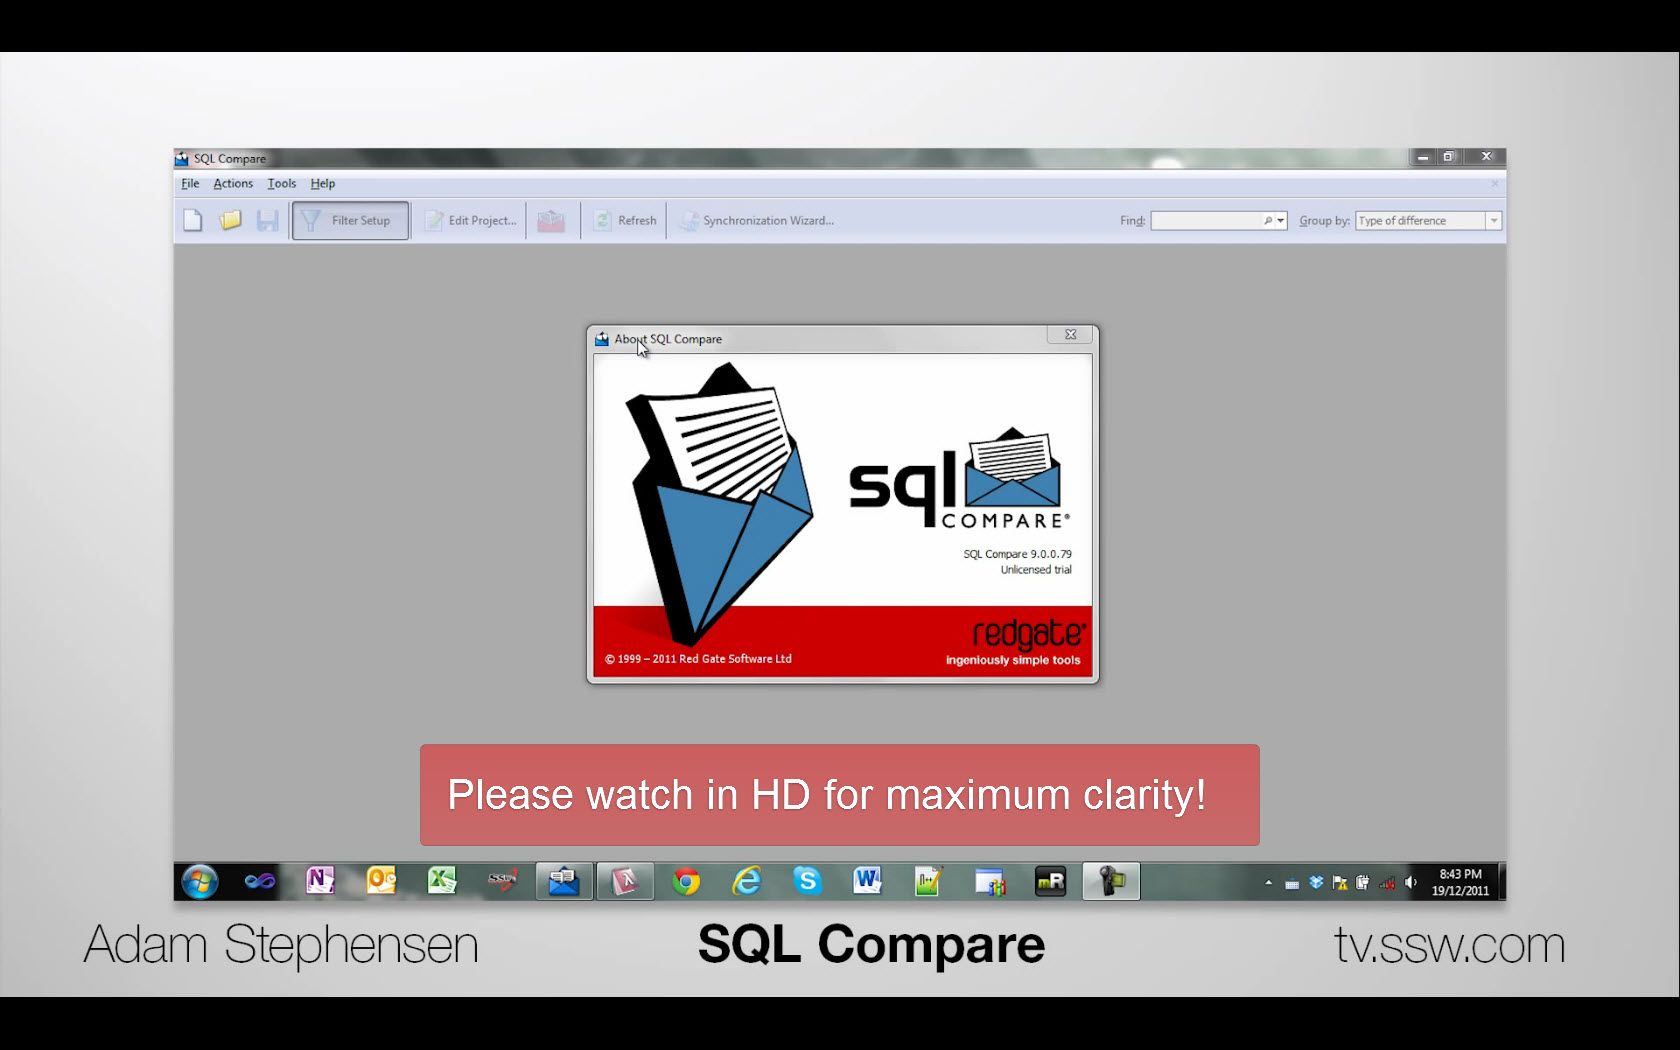 SQL Compare
File Actions Tools Help
Filter Setup Edit Project... Refresh Synchronization Wizard... Find: Group by: Type of difference
About SQL Compare
sql
COMPARE®
SQL Compare 9.0.0.79
Unlicensed trial
redgate®
ingeniously simple tools
© 1999 – 2011 Red Gate Software Ltd
Please watch in HD for maximum clarity!
SSW
mR
8:43 PM
19/12/2011
Adam Stephensen
SQL Compare
tv.ssw.com